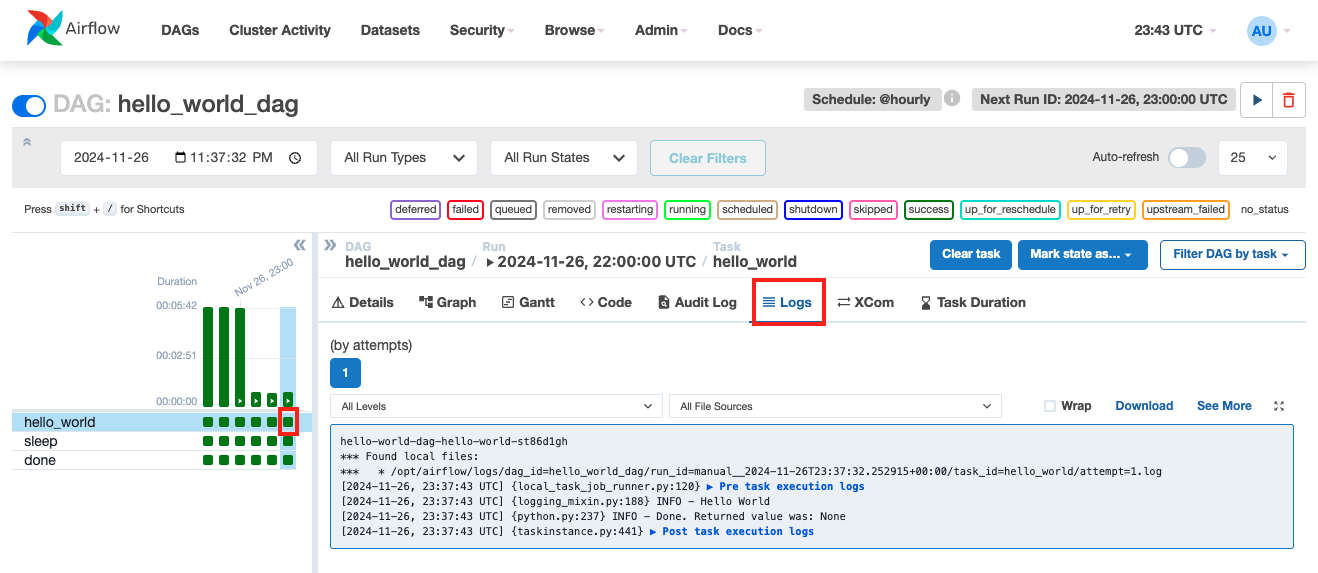 Airflow DAGs Cluster Activity Datasets Security Browse Admin Docs 23:43 UTC AU
DAG: hello_world_dag Schedule: @hourly i Next Run ID: 2024-11-26, 23:00:00 UTC
2024-11-26 11:37:32 PM All Run Types All Run States Clear Filters Auto-refresh 25
Press shift + / for Shortcuts deferred failed queued removed restarting running scheduled shutdown skipped success up_for_reschedule up_for_retry upstream_failed no_status
Duration
Nov 26, 23:00
00:05:42
00:02:51
00:00:00
hello_world
sleep
done
DAG Run Task
hello_world_dag / 2024-11-26, 22:00:00 UTC / hello_world
Clear task Mark state as... Filter DAG by task
Details Graph Gantt <> Code Audit Log Logs XCom Task Duration
(by attempts)
1
All Levels All File Sources Wrap Download See More
hello-world-dag-hello-world-st86d1gh
*** Found local files:
***   * /opt/airflow/logs/dag_id=hello_world_dag/run_id=manual__2024-11-26T23:37:32.252915+00:00/task_id=hello_world/attempt=1.log
[2024-11-26, 23:37:43 UTC] {local_task_job_runner.py:120} ▶ Pre task execution logs
[2024-11-26, 23:37:43 UTC] {logging_mixin.py:188} INFO - Hello World
[2024-11-26, 23:37:43 UTC] {python.py:237} INFO - Done. Returned value was: None
[2024-11-26, 23:37:43 UTC] {taskinstance.py:441} ▶ Post task execution logs